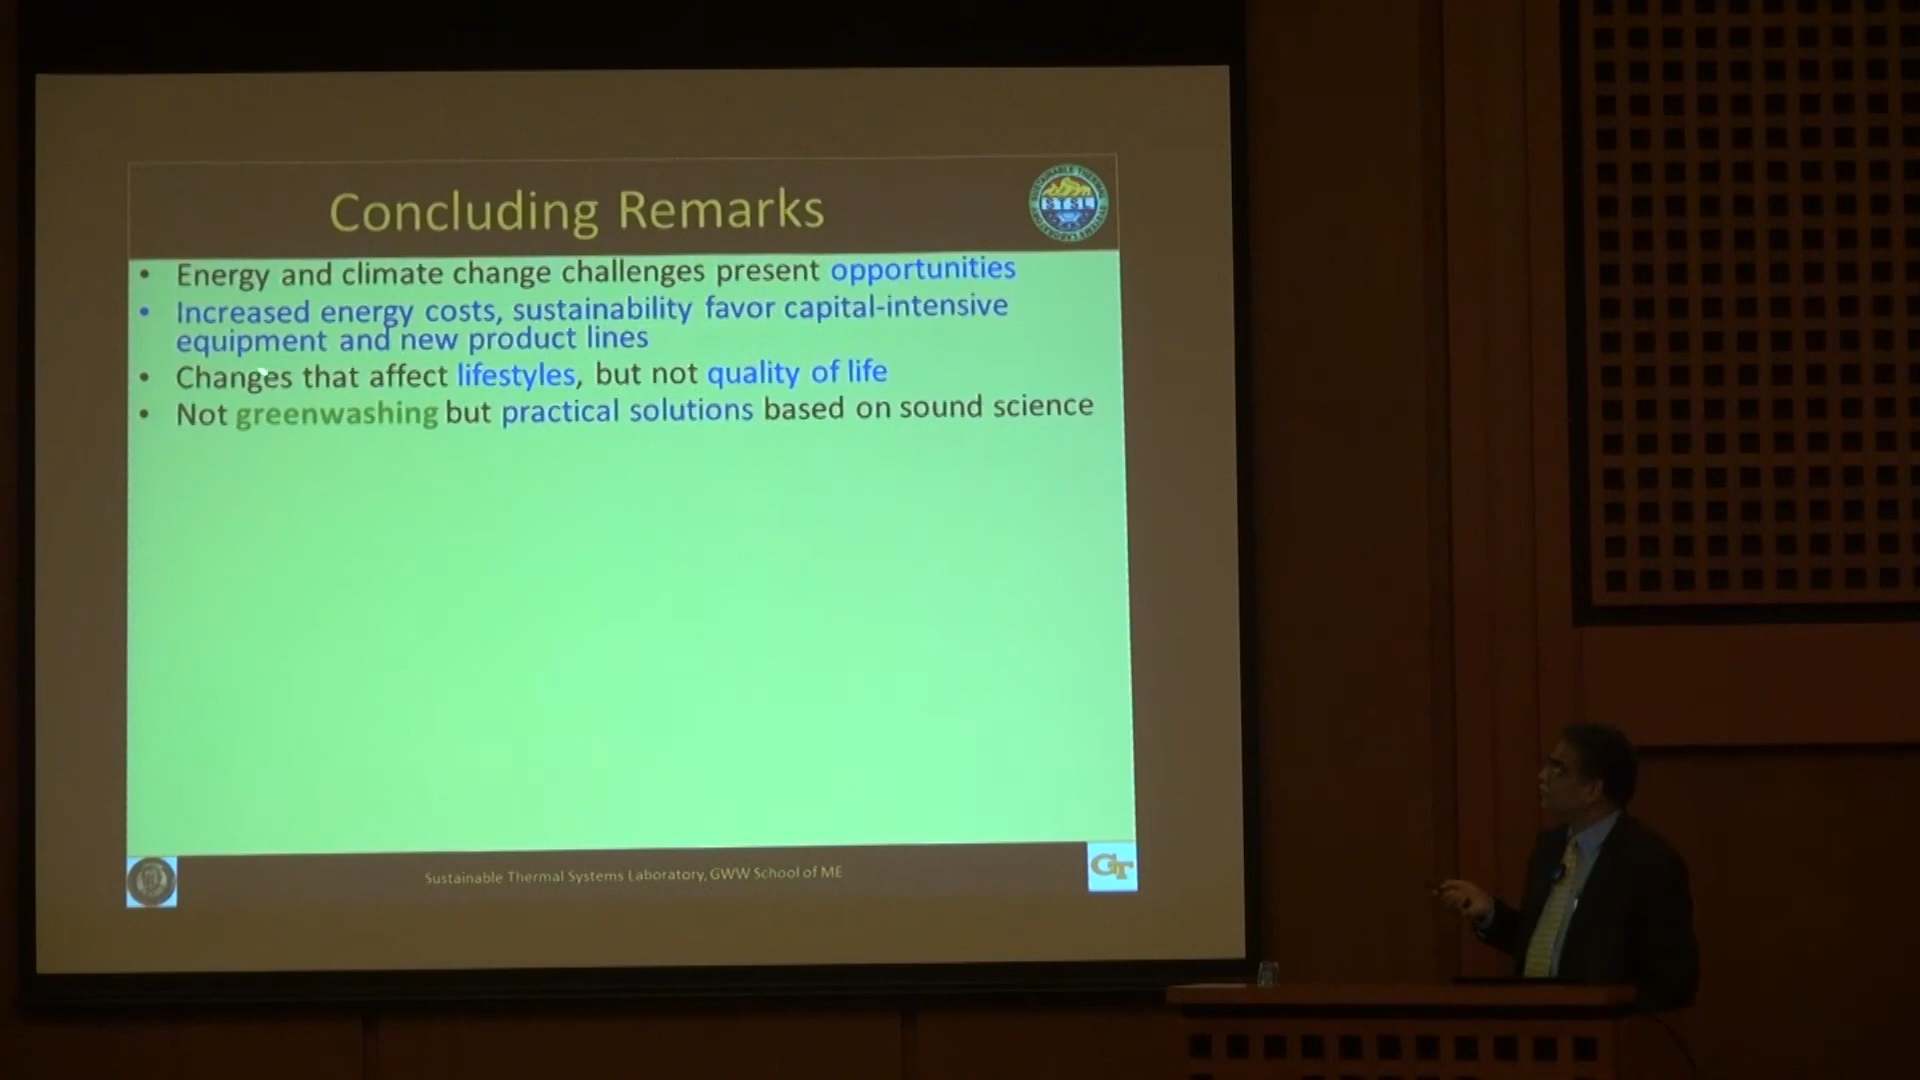 Concluding Remarks
STSL
• Energy and climate change challenges present opportunities
• Increased energy costs, sustainability favor capital-intensive
equipment and new product lines
• Changes that affect lifestyles, but not quality of life
• Not greenwashing but practical solutions based on sound science
Sustainable Thermal Systems Laboratory, GWW School of ME
GT